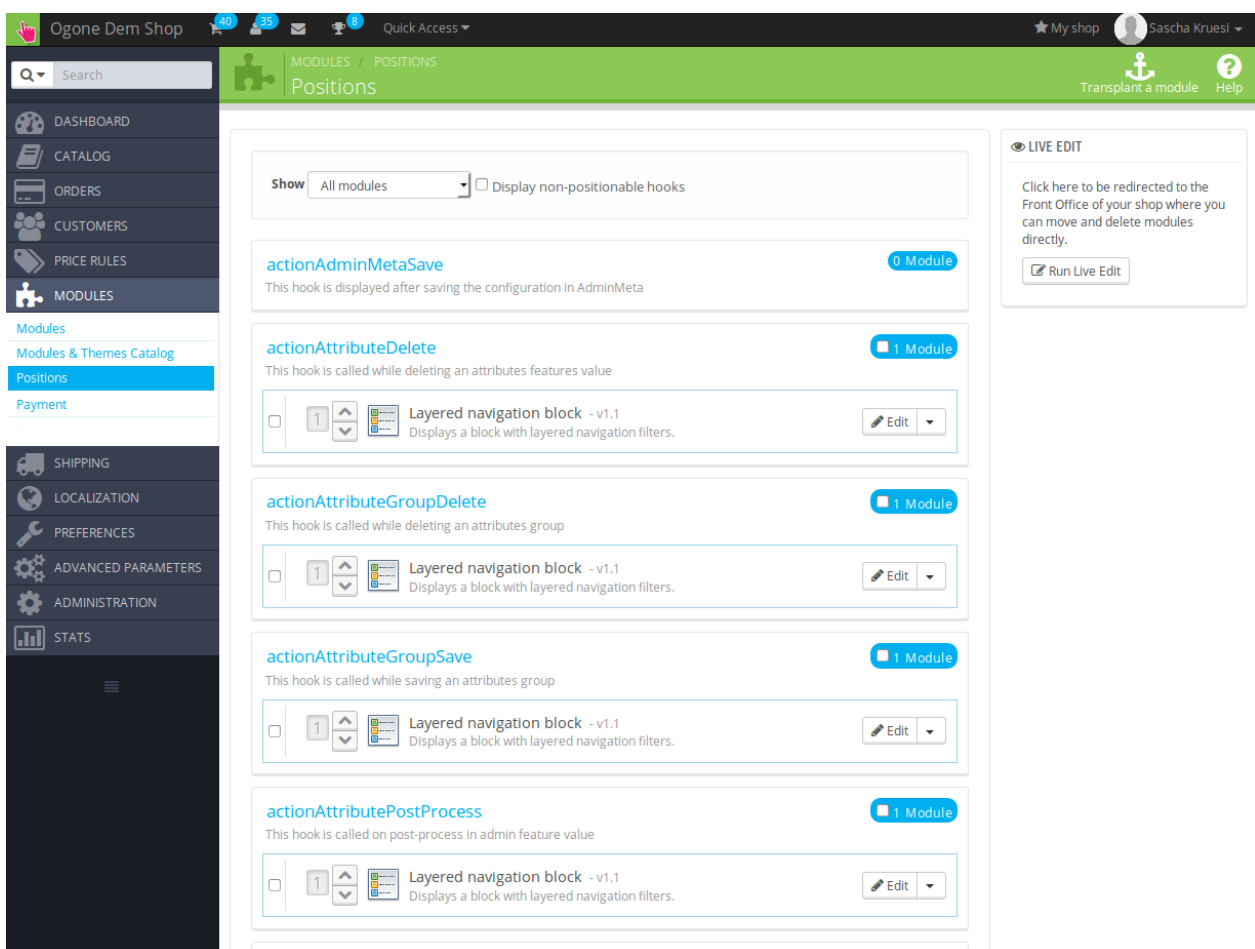 Ogone Dem Shop 40 35 8 Quick Access My shop Sascha Kruesi
Search
MODULES / POSITIONS
Positions
Transplant a module Help
DASHBOARD
CATALOG
ORDERS
CUSTOMERS
PRICE RULES
MODULES
Modules
Modules & Themes Catalog
Positions
Payment
SHIPPING
LOCALIZATION
PREFERENCES
ADVANCED PARAMETERS
ADMINISTRATION
STATS
Show All modules Display non-positionable hooks
actionAdminMetaSave 0 Module
This hook is displayed after saving the configuration in AdminMeta
actionAttributeDelete 1 Module
This hook is called while deleting an attributes features value
1 Layered navigation block - v1.1
Displays a block with layered navigation filters.
Edit
actionAttributeGroupDelete 1 Module
This hook is called while deleting an attributes group
1 Layered navigation block - v1.1
Displays a block with layered navigation filters.
Edit
actionAttributeGroupSave 1 Module
This hook is called while saving an attributes group
1 Layered navigation block - v1.1
Displays a block with layered navigation filters.
Edit
actionAttributePostProcess 1 Module
This hook is called on post-process in admin feature value
1 Layered navigation block - v1.1
Displays a block with layered navigation filters.
Edit
LIVE EDIT
Click here to be redirected to the
Front Office of your shop where you
can move and delete modules
directly.
Run Live Edit